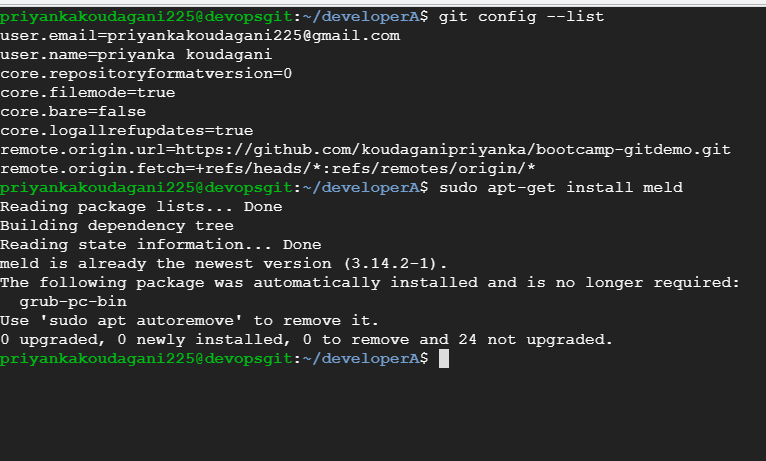 priyankakoudagani225@devopsgit:~/developerA$ git config --list
user.email=priyankakoudagani225@gmail.com
user.name=priyanka koudagani
core.repositoryformatversion=0
core.filemode=true
core.bare=false
core.logallrefupdates=true
remote.origin.url=https://github.com/koudaganipriyanka/bootcamp-gitdemo.git
remote.origin.fetch=+refs/heads/*:refs/remotes/origin/*
priyankakoudagani225@devopsgit:~/developerA$ sudo apt-get install meld
Reading package lists... Done
Building dependency tree
Reading state information... Done
meld is already the newest version (3.14.2-1).
The following package was automatically installed and is no longer required:
  grub-pc-bin
Use 'sudo apt autoremove' to remove it.
0 upgraded, 0 newly installed, 0 to remove and 24 not upgraded.
priyankakoudagani225@devopsgit:~/developerA$